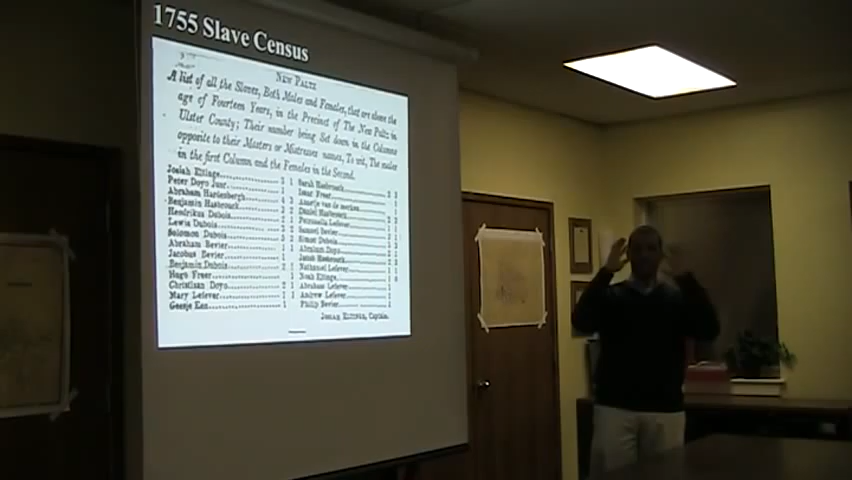 1755 Slave Census
NEW PALTZ
A list of all the Slaves, Both Males and Females, that are above the
age of Fourteen Years, in the Precinct of The New Paltz in
Ulster County; Their number being Set down in the Columns
opposite to their Masters or Mistresses names, To wit, The males
in the first Column and the Females in the Second.
Josiah Eltinge Sarah Hasbrouck
Peter Doyo Junr. Isaac Freer
Abraham Hardenbergh
Benjamin Hasbrouck Daniel Hasbrouck
Hendrikus Dubois Petronella Lefever
Lewis Dubois Samuel Bevier
Solomon Dubois Simon Dubois
Abraham Bevier Abraham Doyo
Jacobus Bevier Jacob Hasbrouck
Benjamin Dubois Nathaniel Lefever
Hugo Freer Noah Eltinge
Christian Doyo Abraham Lefever
Mary Lefever Andrew Lefever
Geesje Een Philip Bevier
JOSIAH ELTINGE, Captain.